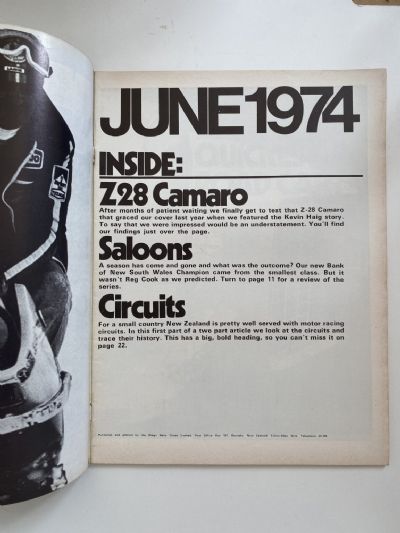 JUNE 1974
INSIDE:
Z28 Camaro
After months of patient waiting we finally get to test that Z-28 Camaro
that graced our cover last year when we featured the Kevin Haig story.
To say that we were impressed would be an understatement. You'll find
our findings just over the page.
Saloons
A season has come and gone and what was the outcome? Our new Bank
of New South Wales Champion came from the smallest class. But it
wasn't Reg Cook as we predicted. Turn to page 11 for a review of the
series.
Circuits
For a small country New Zealand is pretty well served with motor racing
circuits. In this first part of a two part article we look at the circuits and
trace their history. This has a big, bold heading, so you can't miss it on
page 22.
Published and printed by the